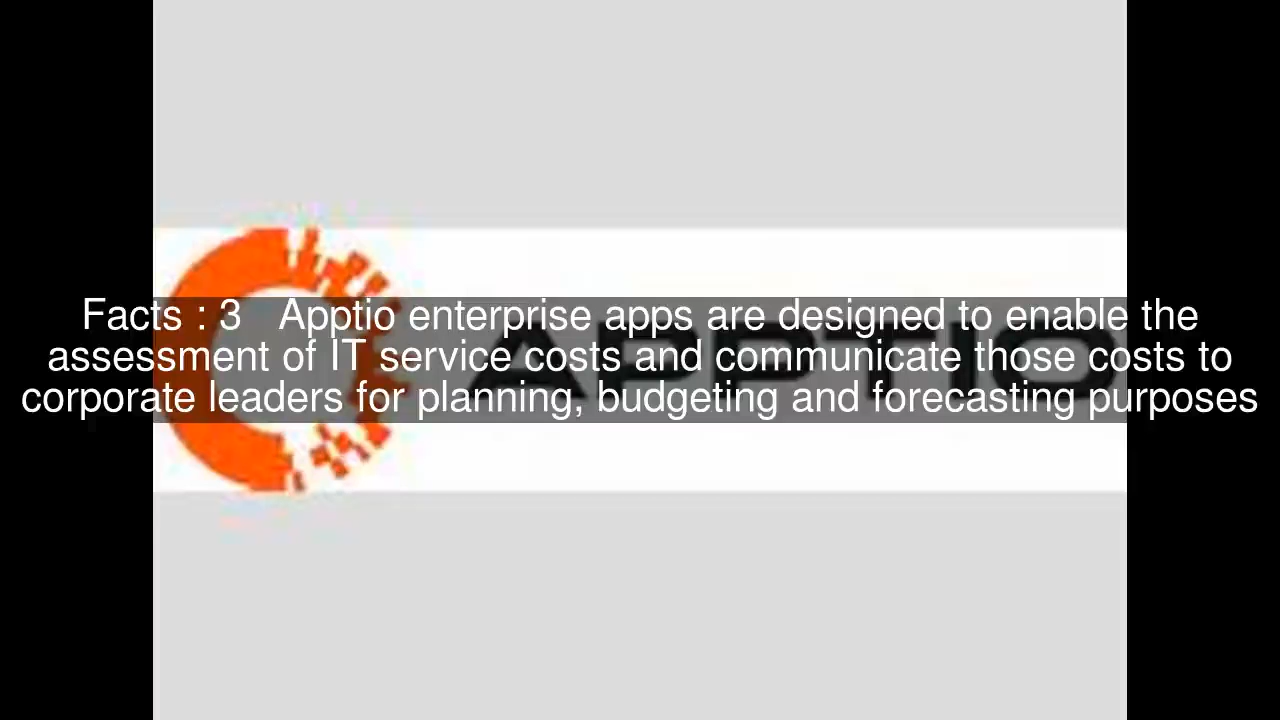 Facts : 3   Apptio enterprise apps are designed to enable the
assessment of IT service costs and communicate those costs to
corporate leaders for planning, budgeting and forecasting purposes
APPTIO